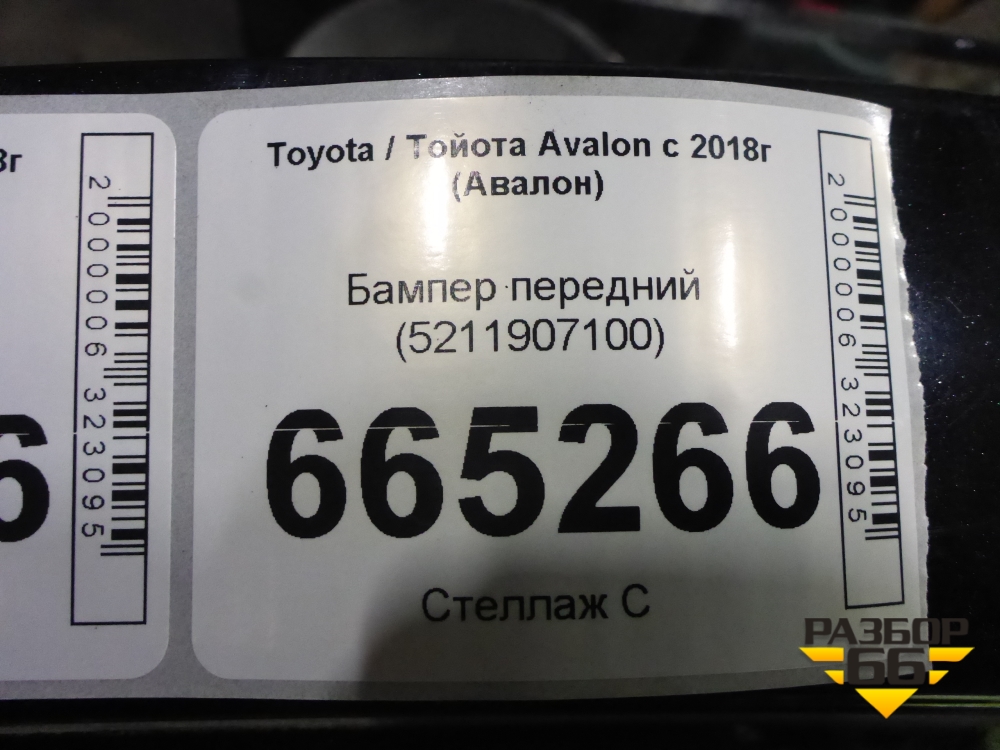 3г
2000006323095
6
Toyota / Тойота Avalon с 2018г
(Авалон)
Бампер передний
(5211907100)
665266
Стеллаж С
2000006323095
РАЗБОР
66